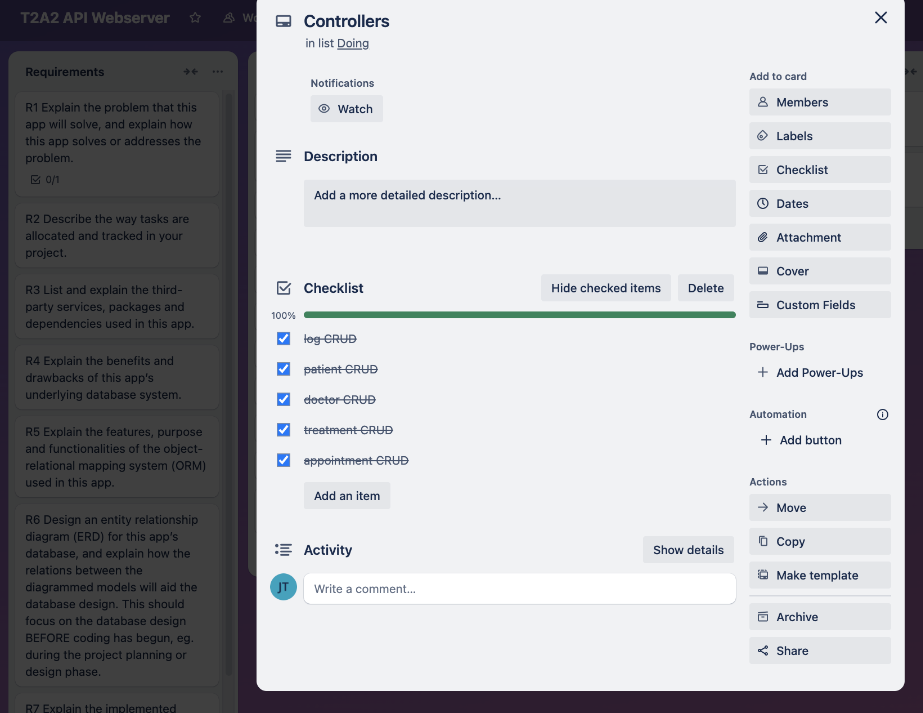 T2A2 API Webserver
Requirements
R1 Explain the problem that this
app will solve, and explain how
this app solves or addresses the
problem.
0/1
R2 Describe the way tasks are
allocated and tracked in your
project.
R3 List and explain the third-
party services, packages and
dependencies used in this app.
R4 Explain the benefits and
drawbacks of this app's
underlying database system.
R5 Explain the features, purpose
and functionalities of the object-
relational mapping system (ORM)
used in this app.
R6 Design an entity relationship
diagram (ERD) for this app's
database, and explain how the
relations between the
diagrammed models will aid the
database design. This should
focus on the database design
BEFORE coding has begun, eg.
during the project planning or
design phase.
R7 Explain the implemented
Controllers
in list Doing
Notifications
Watch
Description
Add a more detailed description...
Checklist
Hide checked items
Delete
100%
log CRUD
patient CRUD
doctor CRUD
treatment CRUD
appointment CRUD
Add an item
Activity
Show details
JT
Write a comment...
Add to card
Members
Labels
Checklist
Dates
Attachment
Cover
Custom Fields
Power-Ups
Add Power-Ups
Automation
Add button
Actions
Move
Copy
Make template
Archive
Share